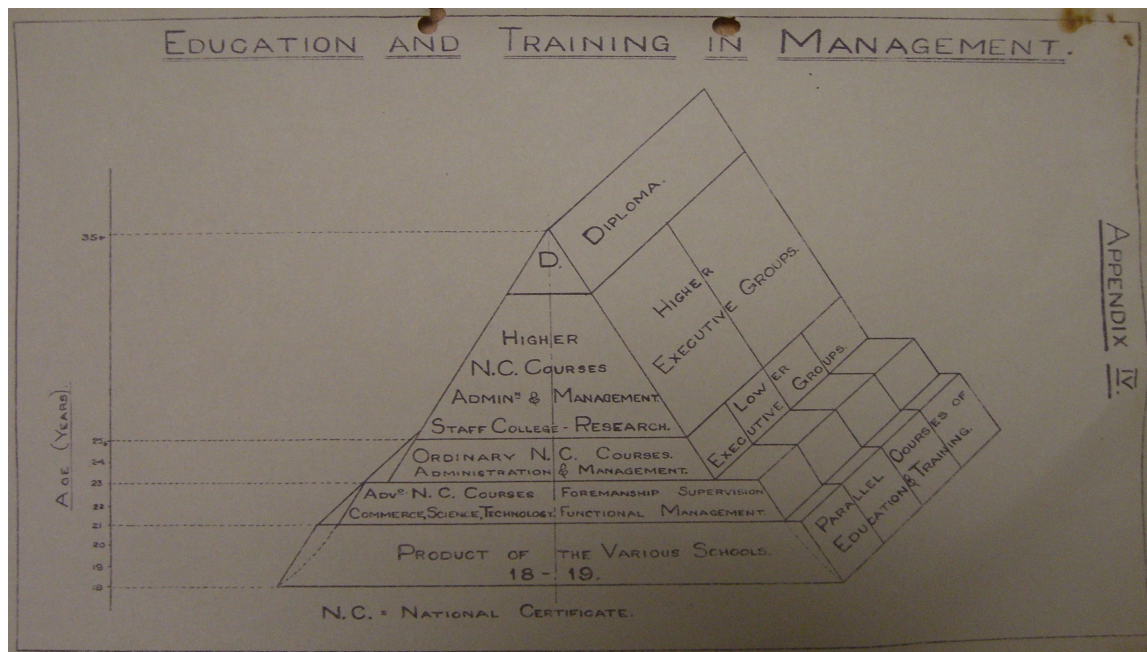 EDUCATION AND TRAINING IN MANAGEMENT.
APPENDIX IV.
AGE (YEARS)
35+
25
24
23
22
21
20
19
18
D.
DIPLOMA.
HIGHER
N.C. COURSES
ADMINN & MANAGEMENT
STAFF COLLEGE - RESEARCH.
HIGHER
EXECUTIVE GROUPS.
ORDINARY N.C. COURSES.
ADMINISTRATION & MANAGEMENT.
LOWER
EXECUTIVE GROUPS.
ADVD N.C. COURSES
COMMERCE, SCIENCE, TECHNOLOGY.
FOREMANSHIP SUPERVISION
FUNCTIONAL MANAGEMENT.
PARALLEL COURSES OF
EDUCATION & TRAINING.
PRODUCT OF THE VARIOUS SCHOOLS.
18 - 19.
N.C. = NATIONAL CERTIFICATE.